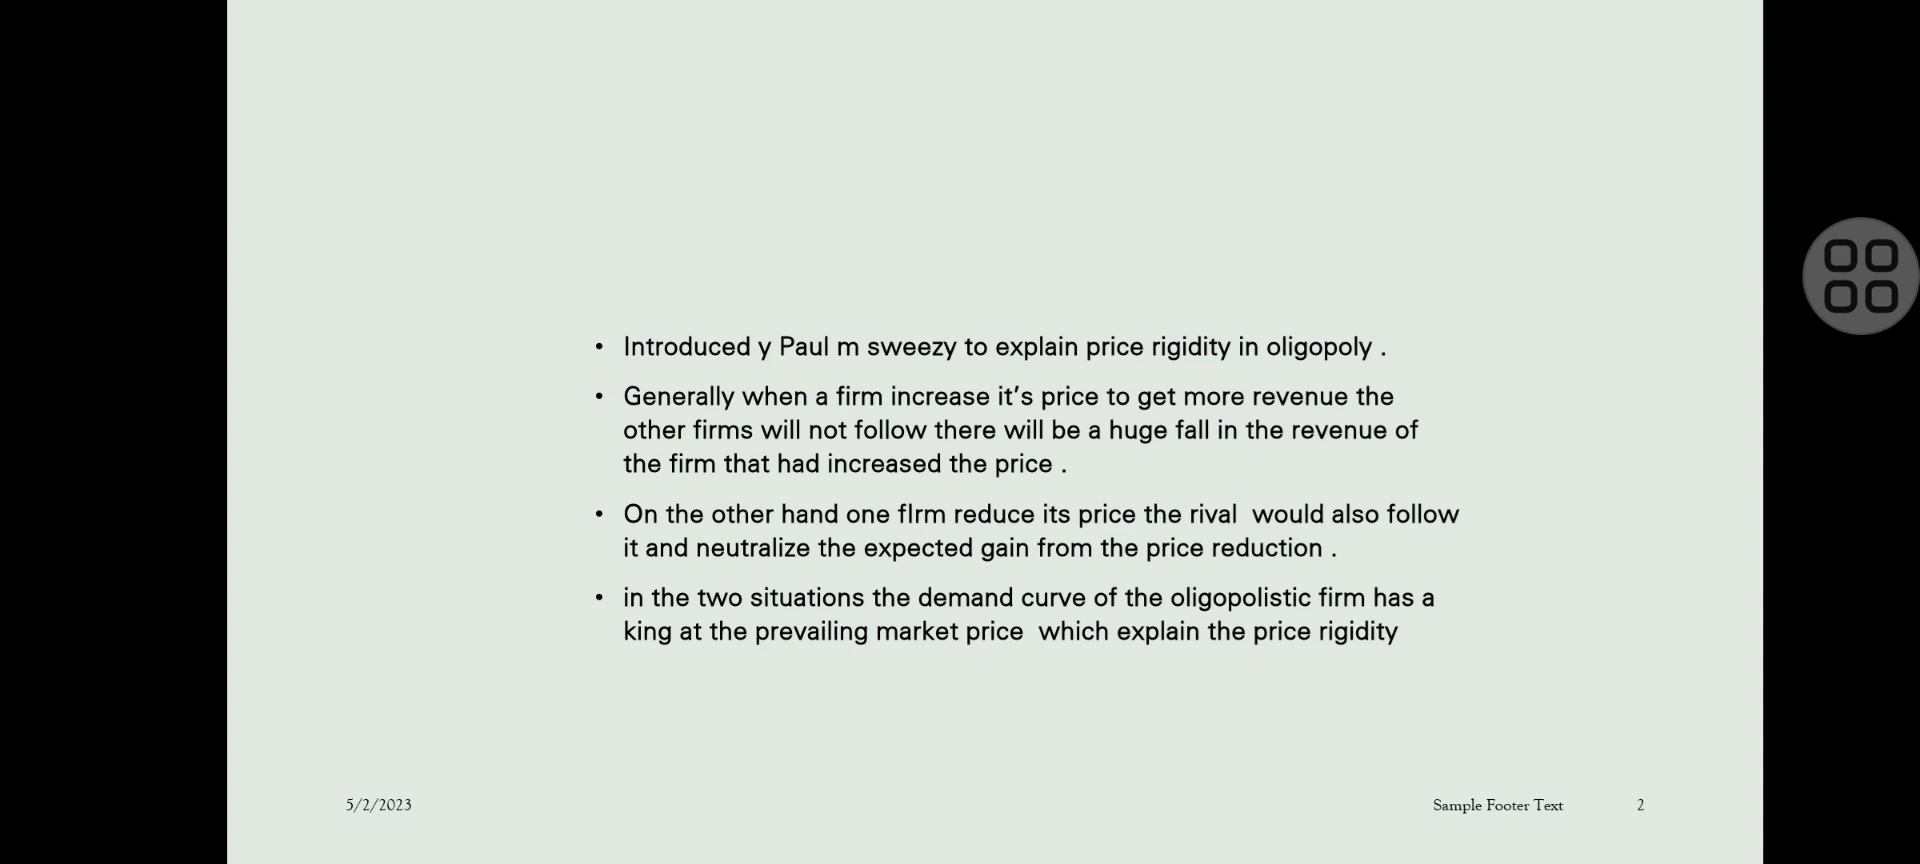 • Introduced y Paul m sweezy to explain price rigidity in oligopoly .
• Generally when a firm increase it’s price to get more revenue the
other firms will not follow there will be a huge fall in the revenue of
the firm that had increased the price .
• On the other hand one fIrm reduce its price the rival  would also follow
it and neutralize the expected gain from the price reduction .
• in the two situations the demand curve of the oligopolistic firm has a
king at the prevailing market price  which explain the price rigidity
5/2/2023
Sample Footer Text
2